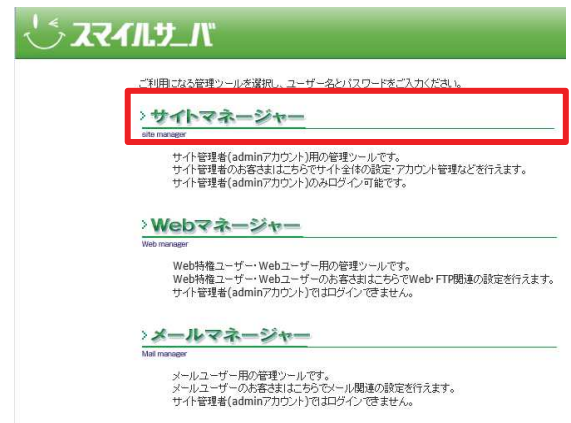 スマイルサーバ
ご利用になる管理ツールを選択し、ユーザー名とパスワードをご入力ください。
サイトマネージャー
site manager
サイト管理者(adminアカウント)用の管理ツールです。
サイト管理者のお客さまはこちらでサイト全体の設定・アカウント管理などを行えます。
サイト管理者(adminアカウント)のみログイン可能です。
Webマネージャー
Web manager
Web特権ユーザー・Webユーザー用の管理ツールです。
Web特権ユーザー・Webユーザーのお客さまはこちらでWeb・FTP関連の設定を行えます。
サイト管理者(adminアカウント)ではログインできません。
メールマネージャー
Mail manager
メールユーザー用の管理ツールです。
メールユーザーのお客さまはこちらでメール関連の設定を行えます。
サイト管理者(adminアカウント)ではログインできません。